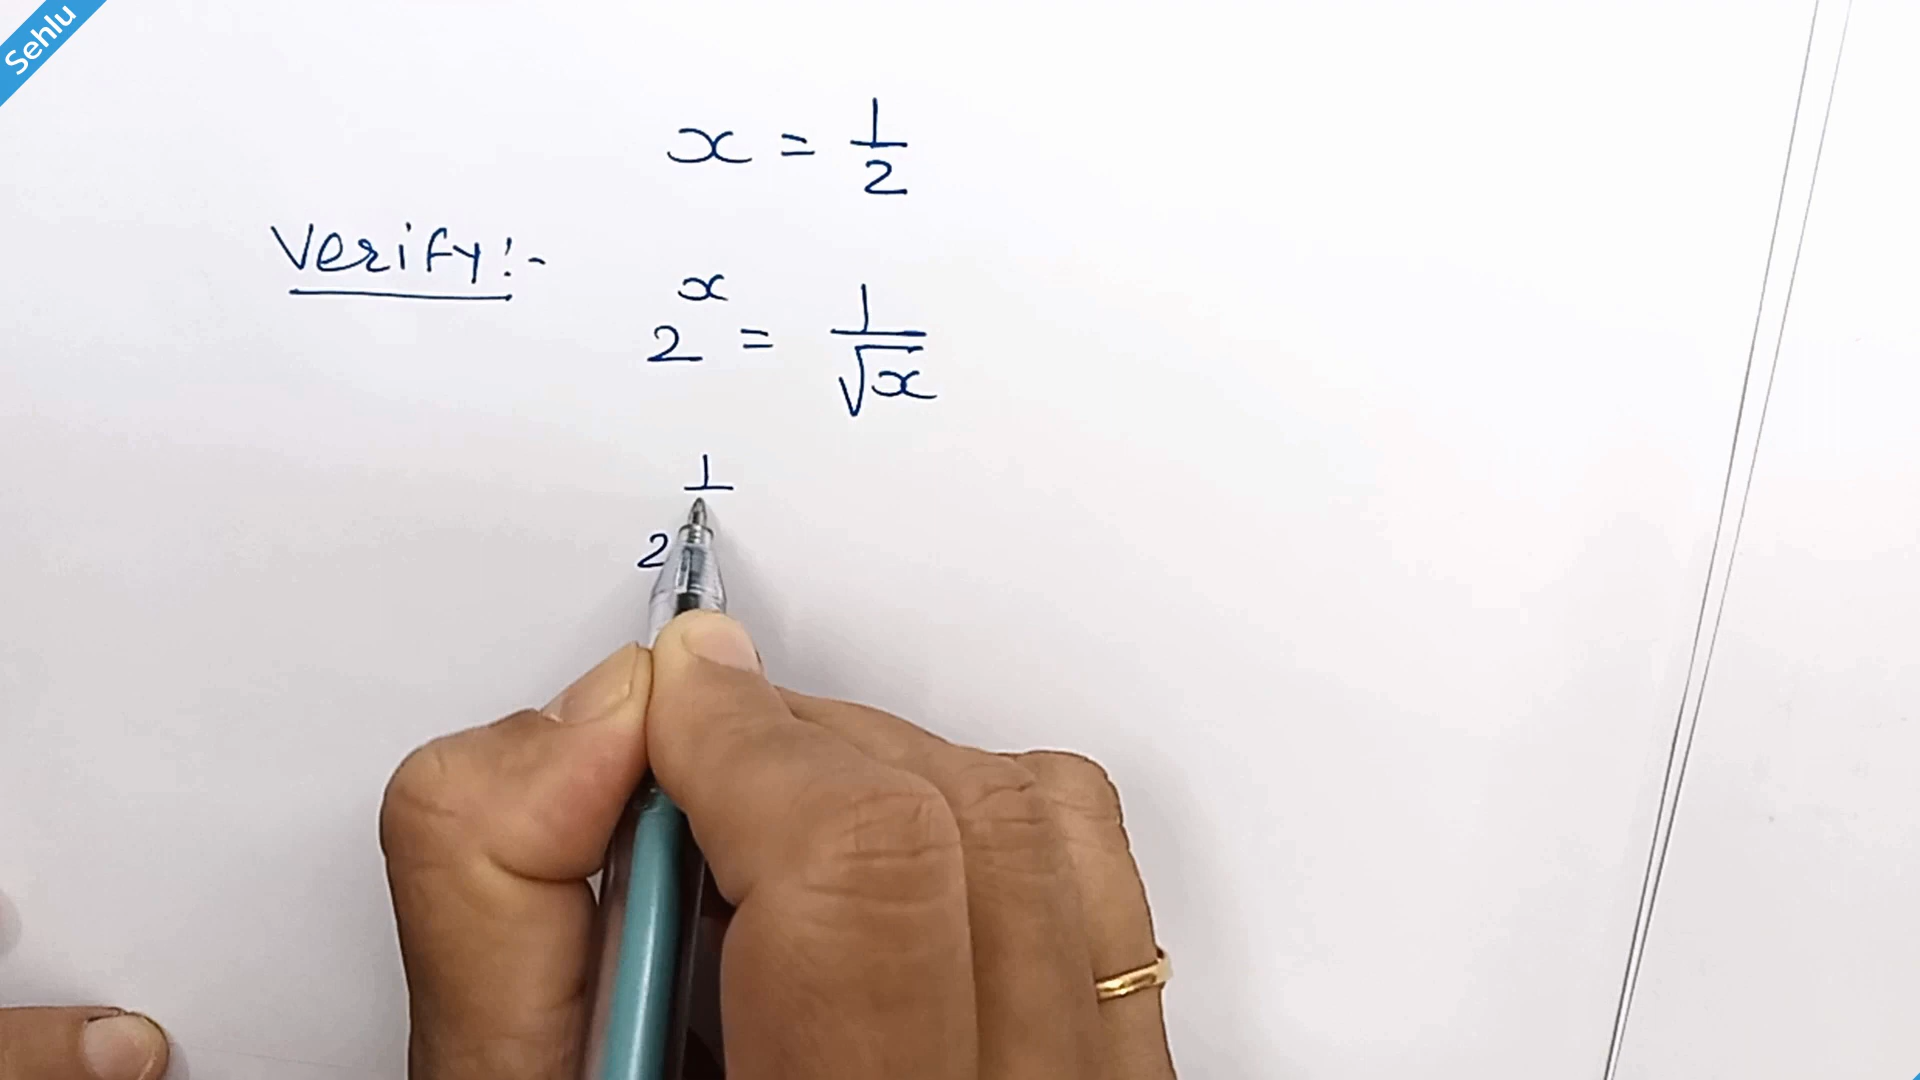 Sehlu
x = 1/2
Verify:-
2^x = 1/√x
2^1/